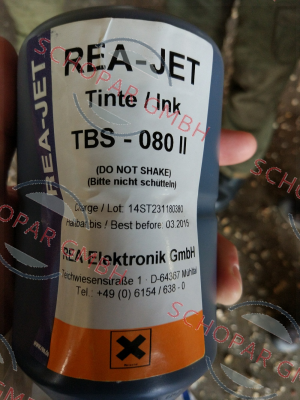 REA-JET
REA-JET
Tinte / Ink
TBS - 080 II
(DO NOT SHAKE)
(Bitte nicht schütteln)
Charge / Lot: 14ST231180380
Haltbar bis / Best before: 03.2015
REA Elektronik GmbH
Teichwiesenstraße 1 · D-64367 Mühltal
Tel.: +49 (0) 6154 / 638 - 0
SCHOPAR GMBH
SCHOPAR GMBH
SCHOPAR GMBH